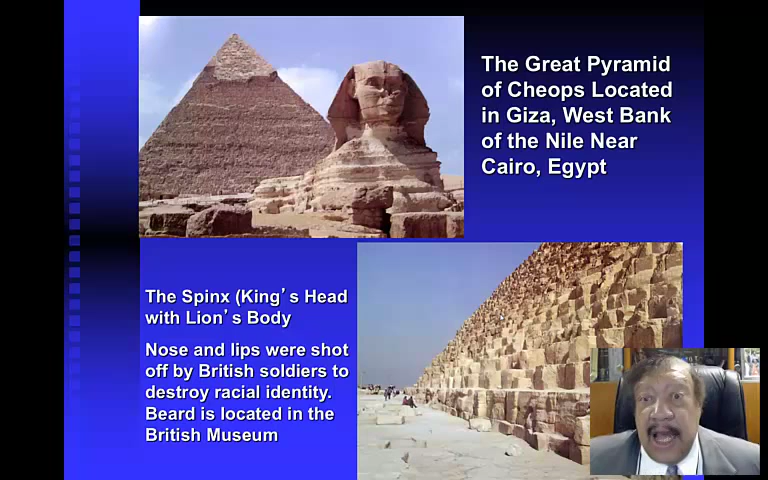 The Great Pyramid
of Cheops Located
in Giza, West Bank
of the Nile Near
Cairo, Egypt
The Spinx (King's Head
with Lion's Body
Nose and lips were shot
off by British soldiers to
destroy racial identity.
Beard is located in the
British Museum